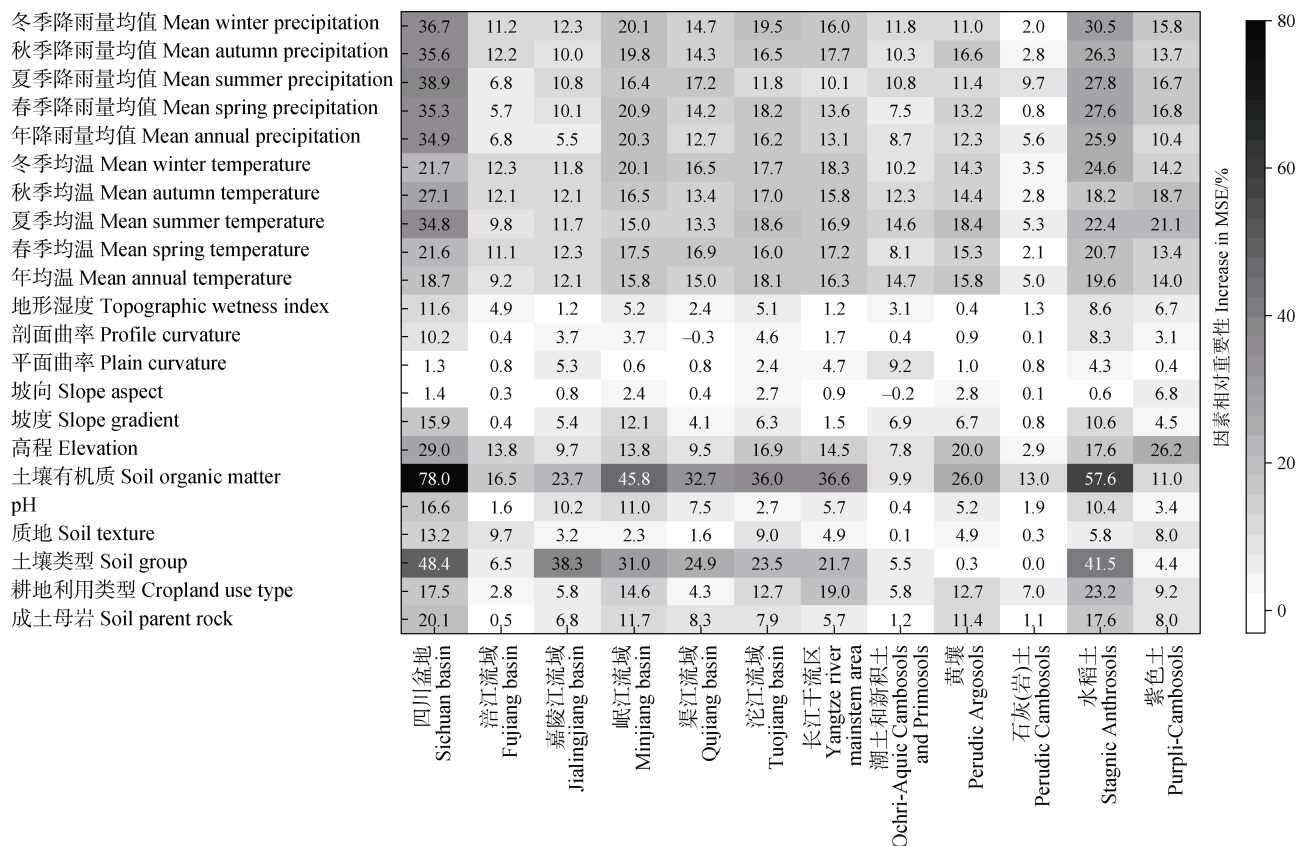 冬季降雨量均值 Mean winter precipitation 36.7 11.2 12.3 20.1 14.7 19.5 16.0 11.8 11.0 2.0 30.5 15.8
秋季降雨量均值 Mean autumn precipitation 35.6 12.2 10.0 19.8 14.3 16.5 17.7 10.3 16.6 2.8 26.3 13.7
夏季降雨量均值 Mean summer precipitation 38.9 6.8 10.8 16.4 17.2 11.8 10.1 10.8 11.4 9.7 27.8 16.7
春季降雨量均值 Mean spring precipitation 35.3 5.7 10.1 20.9 14.2 18.2 13.6 7.5 13.2 0.8 27.6 16.8
年降雨量均值 Mean annual precipitation 34.9 6.8 5.5 20.3 12.7 16.2 13.1 8.7 12.3 5.6 25.9 10.4
冬季均温 Mean winter temperature 21.7 12.3 11.8 20.1 16.5 17.7 18.3 10.2 14.3 3.5 24.6 14.2
秋季均温 Mean autumn temperature 27.1 12.1 12.1 16.5 13.4 17.0 15.8 12.3 14.4 2.8 18.2 18.7
夏季均温 Mean summer temperature 34.8 9.8 11.7 15.0 13.3 18.6 16.9 14.6 18.4 5.3 22.4 21.1
春季均温 Mean spring temperature 21.6 11.1 12.3 17.5 16.9 16.0 17.2 8.1 15.3 2.1 20.7 13.4
年均温 Mean annual temperature 18.7 9.2 12.1 15.8 15.0 18.1 16.3 14.7 15.8 5.0 19.6 14.0
地形湿度 Topographic wetness index 11.6 4.9 1.2 5.2 2.4 5.1 1.2 3.1 0.4 1.3 8.6 6.7
剖面曲率 Profile curvature 10.2 0.4 3.7 3.7 –0.3 4.6 1.7 0.4 0.9 0.1 8.3 3.1
平面曲率 Plain curvature 1.3 0.8 5.3 0.6 0.8 2.4 4.7 9.2 1.0 0.8 4.3 0.4
坡向 Slope aspect 1.4 0.3 0.8 2.4 0.4 2.7 0.9 –0.2 2.8 0.1 0.6 6.8
坡度 Slope gradient 15.9 0.4 5.4 12.1 4.1 6.3 1.5 6.9 6.7 0.8 10.6 4.5
高程 Elevation 29.0 13.8 9.7 13.8 9.5 16.9 14.5 7.8 20.0 2.9 17.6 26.2
土壤有机质 Soil organic matter 78.0 16.5 23.7 45.8 32.7 36.0 36.6 9.9 26.0 13.0 57.6 11.0
pH 16.6 1.6 10.2 11.0 7.5 2.7 5.7 0.4 5.2 1.9 10.4 3.4
质地 Soil texture 13.2 9.7 3.2 2.3 1.6 9.0 4.9 0.1 4.9 0.3 5.8 8.0
土壤类型 Soil group 48.4 6.5 38.3 31.0 24.9 23.5 21.7 5.5 0.3 0.0 41.5 4.4
耕地利用类型 Cropland use type 17.5 2.8 5.8 14.6 4.3 12.7 19.0 5.8 12.7 7.0 23.2 9.2
成土母岩 Soil parent rock 20.1 0.5 6.8 11.7 8.3 7.9 5.7 1.2 11.4 1.1 17.6 8.0
四川盆地
Sichuan basin
涪江流域
Fujiang basin
嘉陵江流域
Jialingjiang basin
岷江流域
Minjiang basin
渠江流域
Qujiang basin
沱江流域
Tuojiang basin
长江干流区
Yangtze river
mainstem area
潮土和新积土
Ochri-Aquic Cambosols
and Primosols
黄壤
Perudic Argosols
石灰(岩)土
Perudic Cambosols
水稻土
Stagnic Anthrosols
紫色土
Purpli-Cambosols
因素相对重要性 Increase in MSE/%
80
60
40
20
0